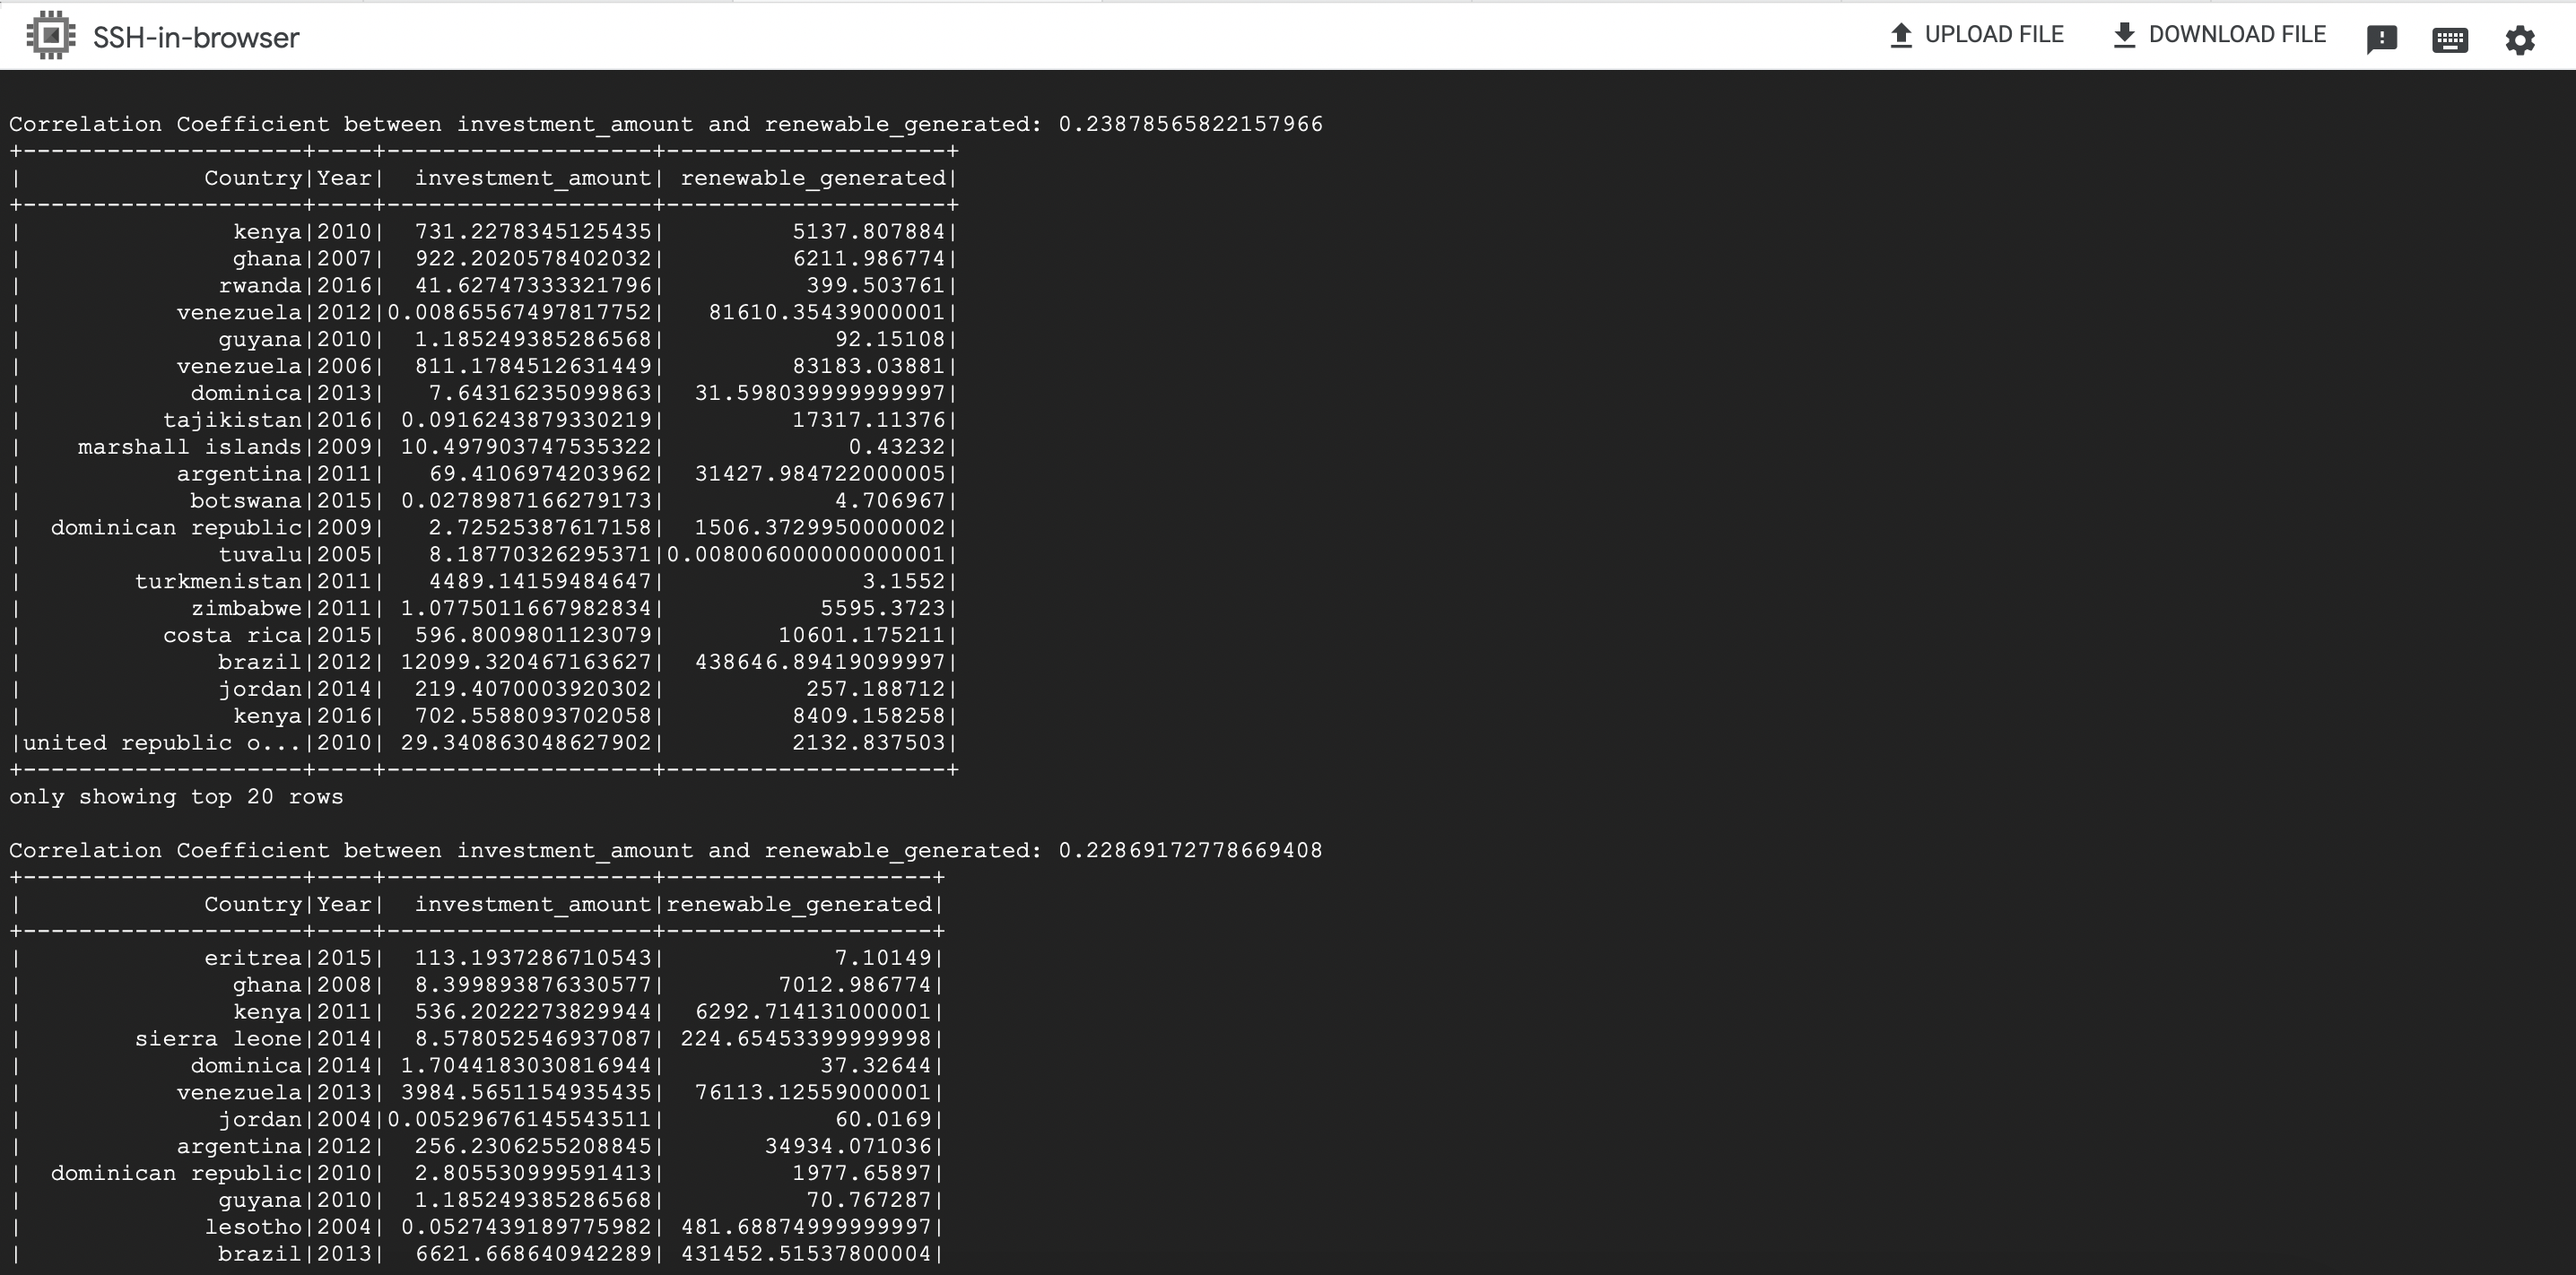 SSH-in-browser UPLOAD FILE DOWNLOAD FILE
Correlation Coefficient between investment_amount and renewable_generated: 0.23878565822157966
+--------------------+----+-------------------+--------------------+
|             Country|Year|  investment_amount| renewable_generated|
+--------------------+----+-------------------+--------------------+
|               kenya|2010|  731.2278345125435|         5137.807884|
|               ghana|2007|  922.2020578402032|         6211.986774|
|              rwanda|2016|  41.62747333321796|          399.503761|
|           venezuela|2012|0.00865567497817752|   81610.35439000001|
|              guyana|2010|  1.185249385286568|            92.15108|
|           venezuela|2006|  811.1784512631449|         83183.03881|
|            dominica|2013|   7.64316235099863|  31.598039999999997|
|          tajikistan|2016| 0.0916243879330219|         17317.11376|
|    marshall islands|2009| 10.497903747535322|             0.43232|
|           argentina|2011|   69.4106974203962|  31427.984722000005|
|            botswana|2015| 0.0278987166279173|            4.706967|
|  dominican republic|2009|   2.72525387617158|  1506.3729950000002|
|              tuvalu|2005|   8.18770326295371|0.008006000000000001|
|        turkmenistan|2011|   4489.14159484647|              3.1552|
|            zimbabwe|2011| 1.0775011667982834|           5595.3723|
|          costa rica|2015|  596.8009801123079|        10601.175211|
|              brazil|2012| 12099.320467163627|  438646.89419099997|
|              jordan|2014|  219.4070003920302|          257.188712|
|               kenya|2016|  702.5588093702058|         8409.158258|
|united republic o...|2010| 29.340863048627902|         2132.837503|
+--------------------+----+-------------------+--------------------+
only showing top 20 rows
Correlation Coefficient between investment_amount and renewable_generated: 0.22869172778669408
+--------------------+----+-------------------+-------------------+
|             Country|Year|  investment_amount|renewable_generated|
+--------------------+----+-------------------+-------------------+
|             eritrea|2015|  113.1937286710543|            7.10149|
|               ghana|2008|  8.399893876330577|        7012.986774|
|               kenya|2011|  536.2022273829944|  6292.714131000001|
|        sierra leone|2014|  8.578052546937087| 224.65453399999998|
|            dominica|2014| 1.7044183030816944|           37.32644|
|           venezuela|2013| 3984.5651154935435|  76113.12559000001|
|              jordan|2004|0.00529676145543511|            60.0169|
|           argentina|2012|  256.2306255208845|       34934.071036|
|  dominican republic|2010|  2.805530999591413|         1977.65897|
|              guyana|2010|  1.185249385286568|          70.767287|
|             lesotho|2004| 0.0527439189775982| 481.688749999999997|
|              brazil|2013|  6621.668640942289| 431452.51537800004|